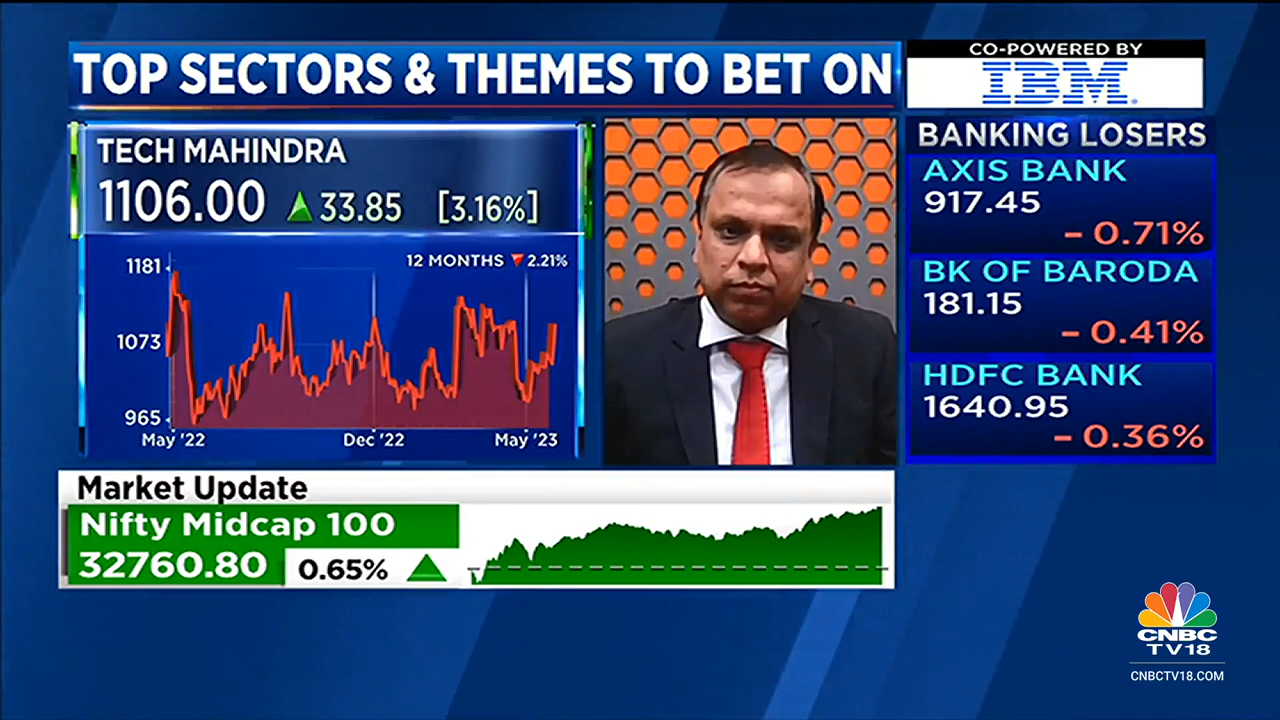 TOP SECTORS & THEMES TO BET ON
CO-POWERED BY
IBM
TECH MAHINDRA
1106.00 ▲ 33.85 [3.16%]
12 MONTHS ▼ 2.21%
1181
1073
965
May '22 Dec '22 May '23
BANKING LOSERS
AXIS BANK
917.45
– 0.71%
BK OF BARODA
181.15
– 0.41%
HDFC BANK
1640.95
– 0.36%
Market Update
Nifty Midcap 100
32760.80 0.65% ▲
CNBC
TV18
CNBCTV18.COM